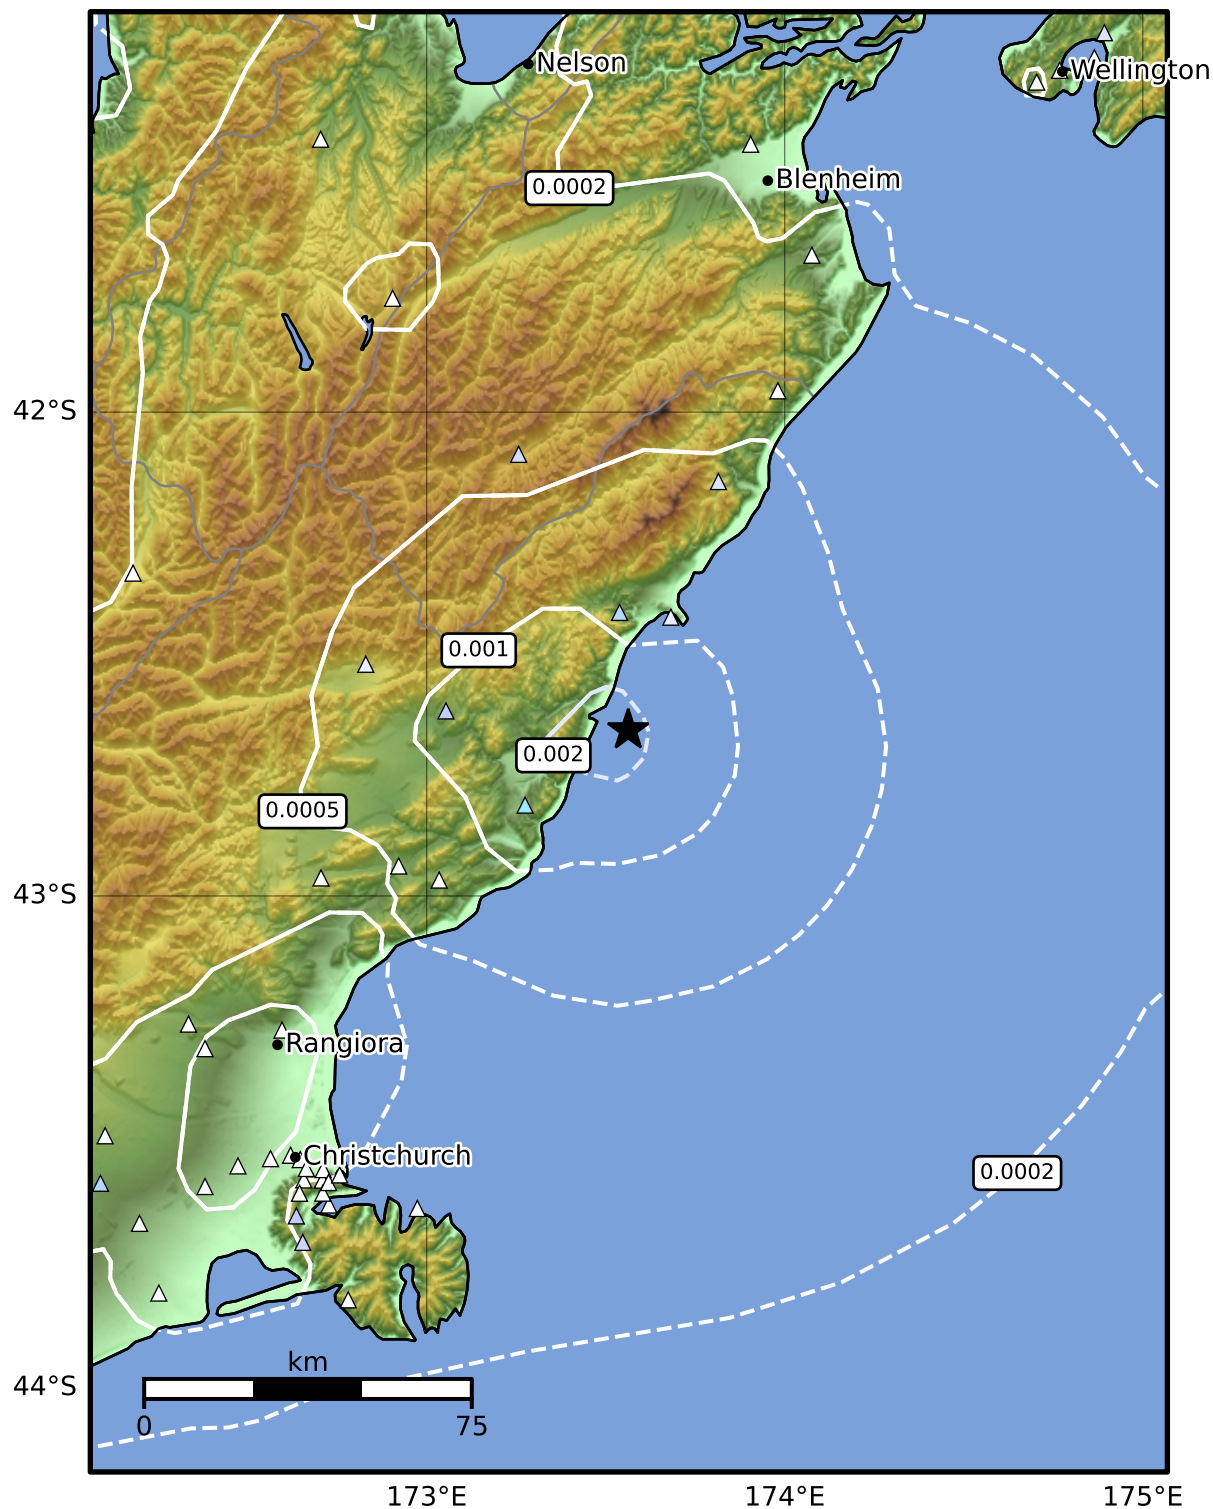 Nelson
Wellington
Blenheim
0.0002
42°S
0.001
0.002
0.0005
43°S
Rangiora
Christchurch
0.0002
km
44°S
0
75
173°E
174°E
175°E